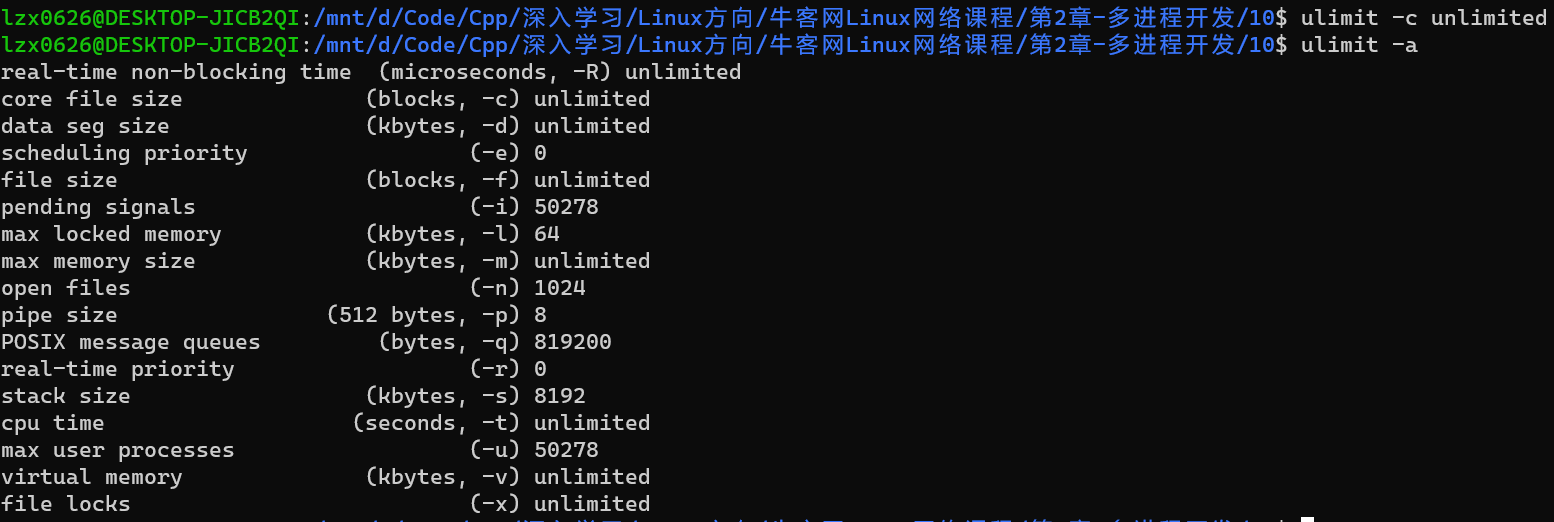 lzx0626@DESKTOP-JICB2QI:/mnt/d/Code/Cpp/深入学习/Linux方向/牛客网Linux网络课程/第2章-多进程开发/10$ ulimit -c unlimited
lzx0626@DESKTOP-JICB2QI:/mnt/d/Code/Cpp/深入学习/Linux方向/牛客网Linux网络课程/第2章-多进程开发/10$ ulimit -a
real-time non-blocking time  (microseconds, -R) unlimited
core file size              (blocks, -c) unlimited
data seg size               (kbytes, -d) unlimited
scheduling priority                 (-e) 0
file size                   (blocks, -f) unlimited
pending signals                     (-i) 50278
max locked memory           (kbytes, -l) 64
max memory size             (kbytes, -m) unlimited
open files                          (-n) 1024
pipe size                (512 bytes, -p) 8
POSIX message queues         (bytes, -q) 819200
real-time priority                  (-r) 0
stack size                  (kbytes, -s) 8192
cpu time                   (seconds, -t) unlimited
max user processes                  (-u) 50278
virtual memory              (kbytes, -v) unlimited
file locks                          (-x) unlimited